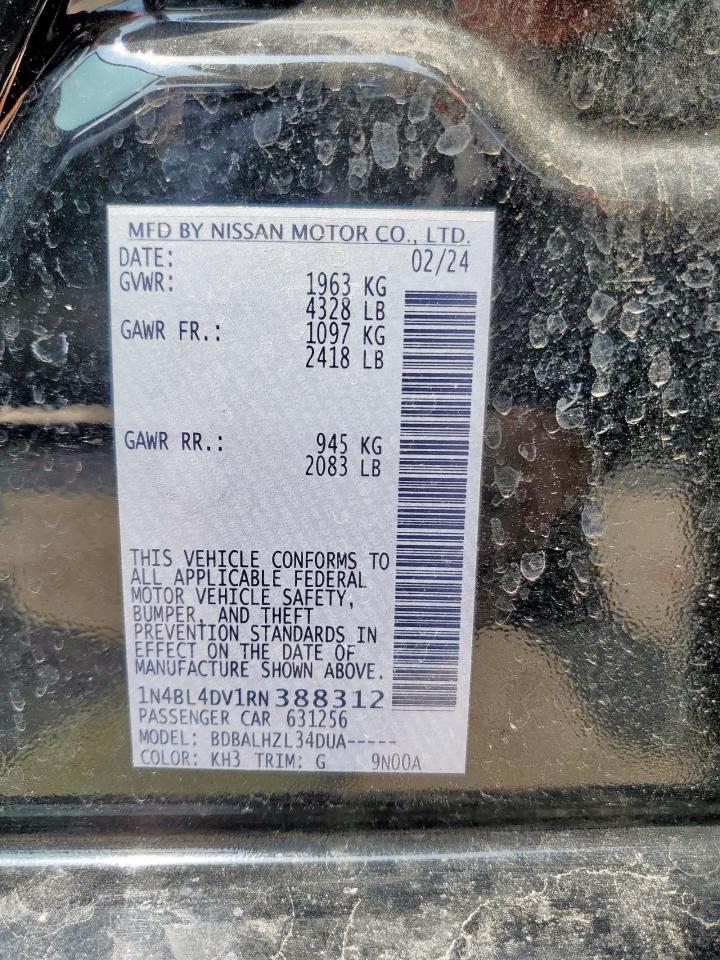 MFD BY NISSAN MOTOR CO., LTD.
DATE: 02/24
GVWR: 1963 KG
4328 LB
GAWR FR.: 1097 KG
2418 LB
GAWR RR.: 945 KG
2083 LB
THIS VEHICLE CONFORMS TO
ALL APPLICABLE FEDERAL
MOTOR VEHICLE SAFETY,
BUMPER, AND THEFT
PREVENTION STANDARDS IN
EFFECT ON THE DATE OF
MANUFACTURE SHOWN ABOVE.
1N4BL4DV1RN388312
PASSENGER CAR 631256
MODEL: BDBALHZL34DUA-----
COLOR: KH3 TRIM: G 9N00A